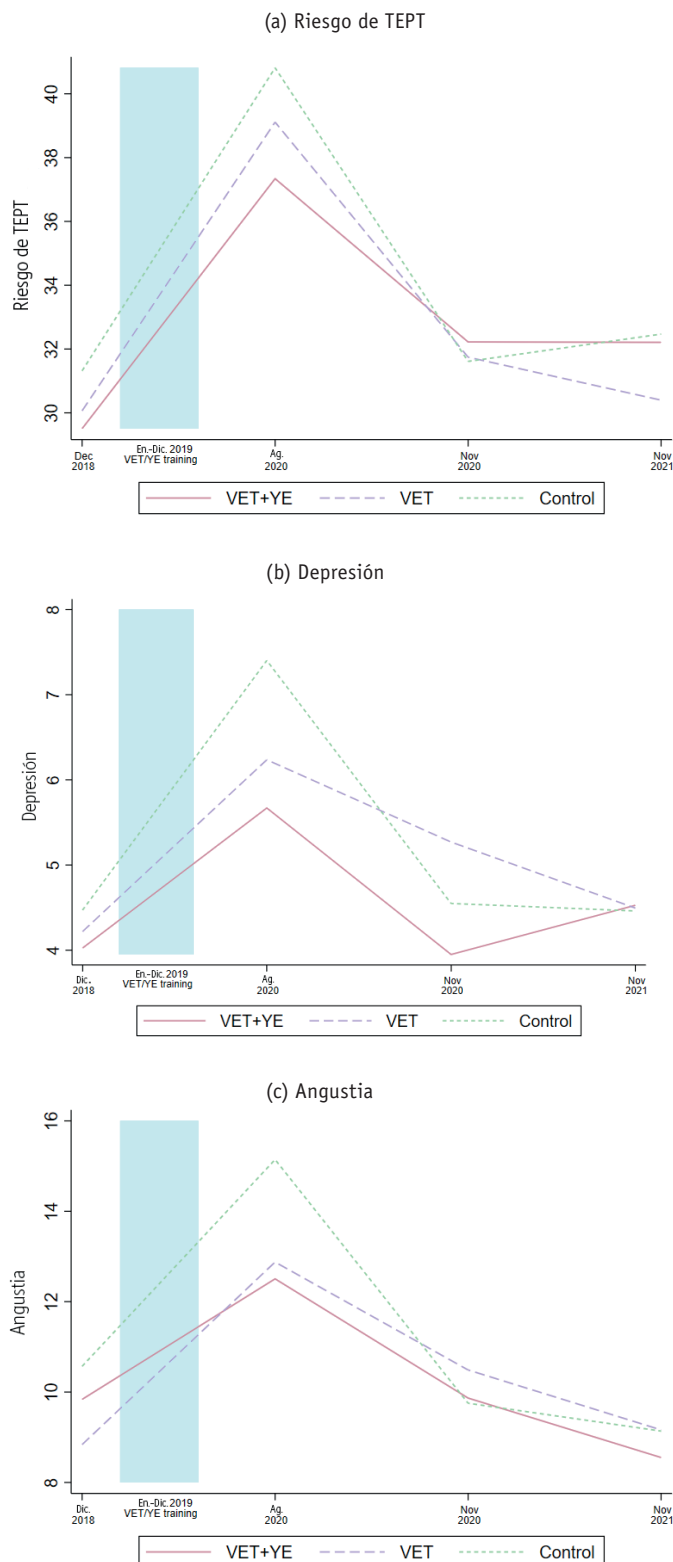 (a) Riesgo de TEPT
40
38
36
34
32
30
Riesgo de TEPT
Dec
2018
En.-Dic. 2019
VET/YE training
Ag.
2020
Nov
2020
Nov
2021
VET+YE VET Control
(b) Depresión
8
7
6
5
4
Depresión
Dic.
2018
En.-Dic. 2019
VET/YE training
Ag.
2020
Nov
2020
Nov
2021
VET+YE VET Control
(c) Angustia
16
14
12
10
8
Angustia
Dic.
2018
En.-Dic. 2019
VET/YE training
Ag.
2020
Nov
2020
Nov
2021
VET+YE VET Control